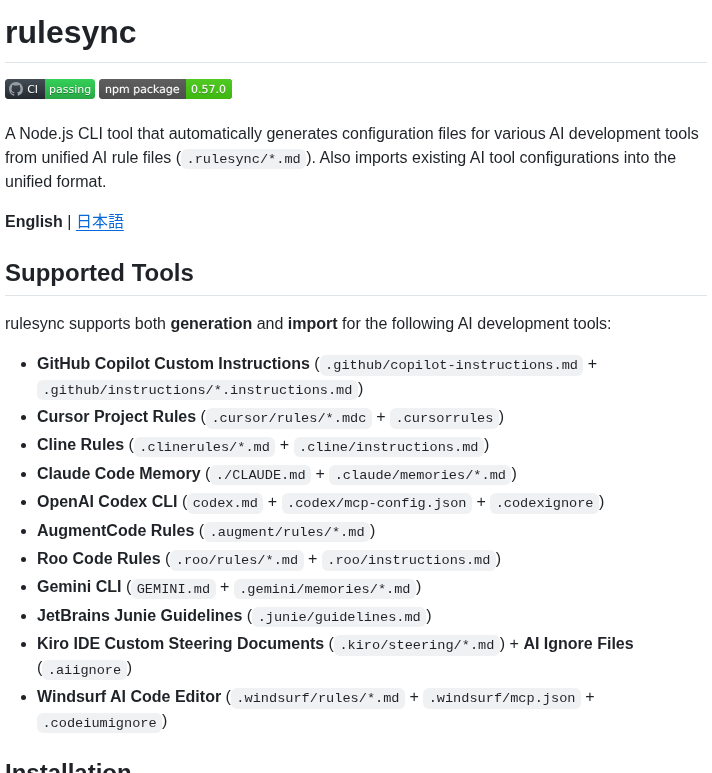 rulesync
CI passing npm package 0.57.0
A Node.js CLI tool that automatically generates configuration files for various AI development tools
from unified AI rule files (.rulesync/*.md). Also imports existing AI tool configurations into the
unified format.
English | 日本語
Supported Tools
rulesync supports both generation and import for the following AI development tools:
• GitHub Copilot Custom Instructions (.github/copilot-instructions.md +
.github/instructions/*.instructions.md)
• Cursor Project Rules (.cursor/rules/*.mdc + .cursorrules)
• Cline Rules (.clinerules/*.md + .cline/instructions.md)
• Claude Code Memory (./CLAUDE.md + .claude/memories/*.md)
• OpenAI Codex CLI (codex.md + .codex/mcp-config.json + .codexignore)
• AugmentCode Rules (.augment/rules/*.md)
• Roo Code Rules (.roo/rules/*.md + .roo/instructions.md)
• Gemini CLI (GEMINI.md + .gemini/memories/*.md)
• JetBrains Junie Guidelines (.junie/guidelines.md)
• Kiro IDE Custom Steering Documents (.kiro/steering/*.md) + AI Ignore Files
(.aiignore)
• Windsurf AI Code Editor (.windsurf/rules/*.md + .windsurf/mcp.json +
.codeiumignore)
Installation